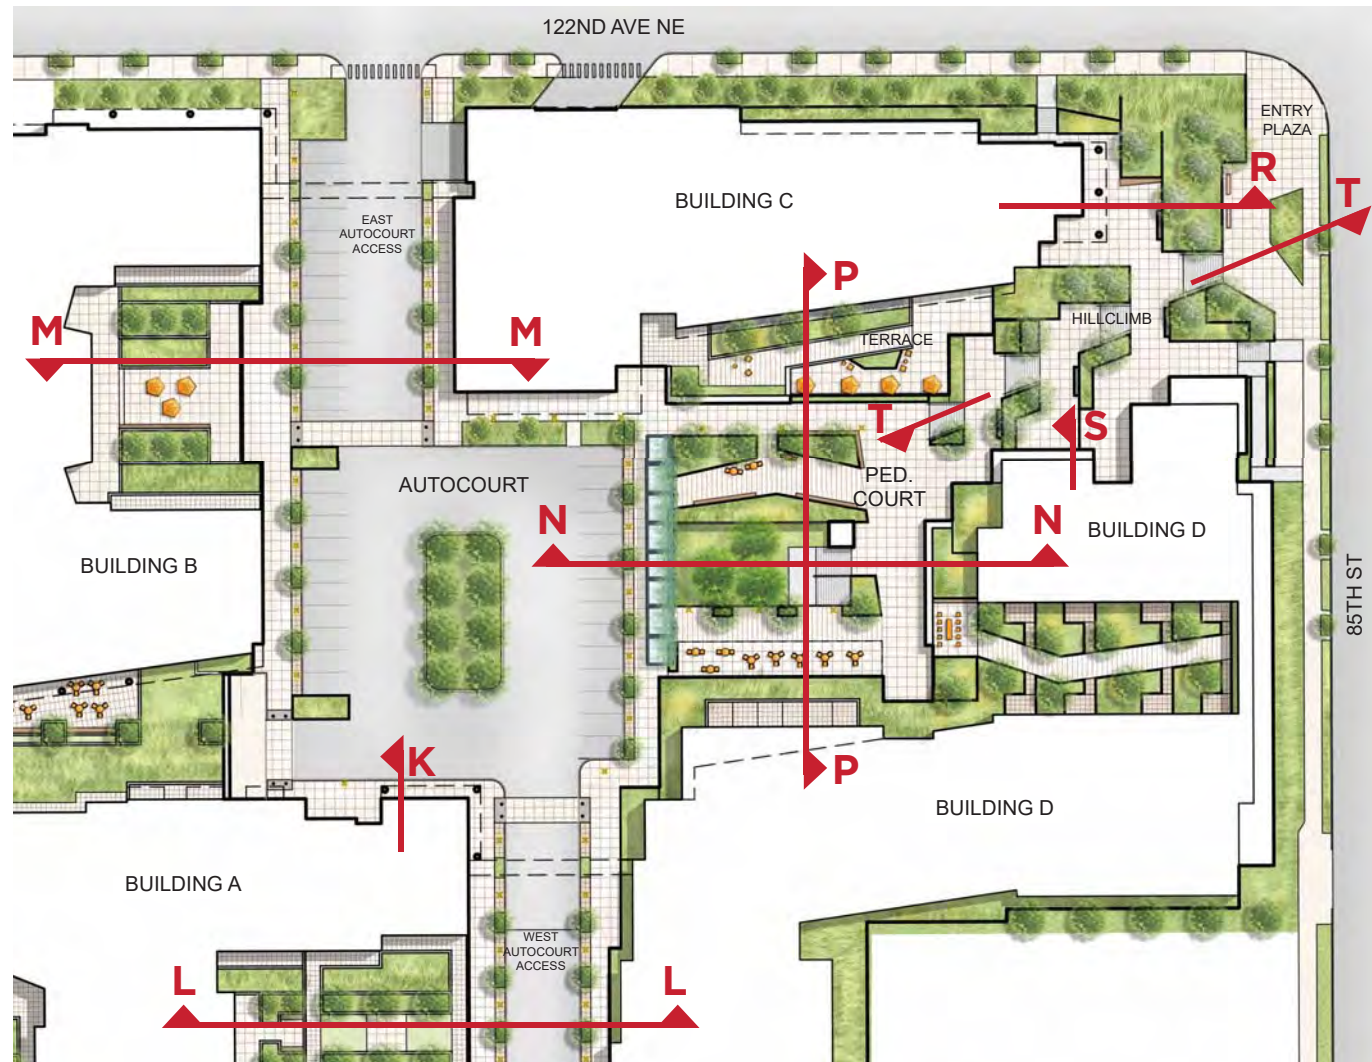 122ND AVE NE
ENTRY
PLAZA
R
T
BUILDING C
EAST
AUTOCOURT
ACCESS
P
M
M
TERRACE
HILLCLIMB
T
S
AUTOCOURT
PED.
COURT
N
N
BUILDING D
BUILDING B
85TH ST
K
P
BUILDING D
BUILDING A
WEST
AUTOCOURT
ACCESS
L
L